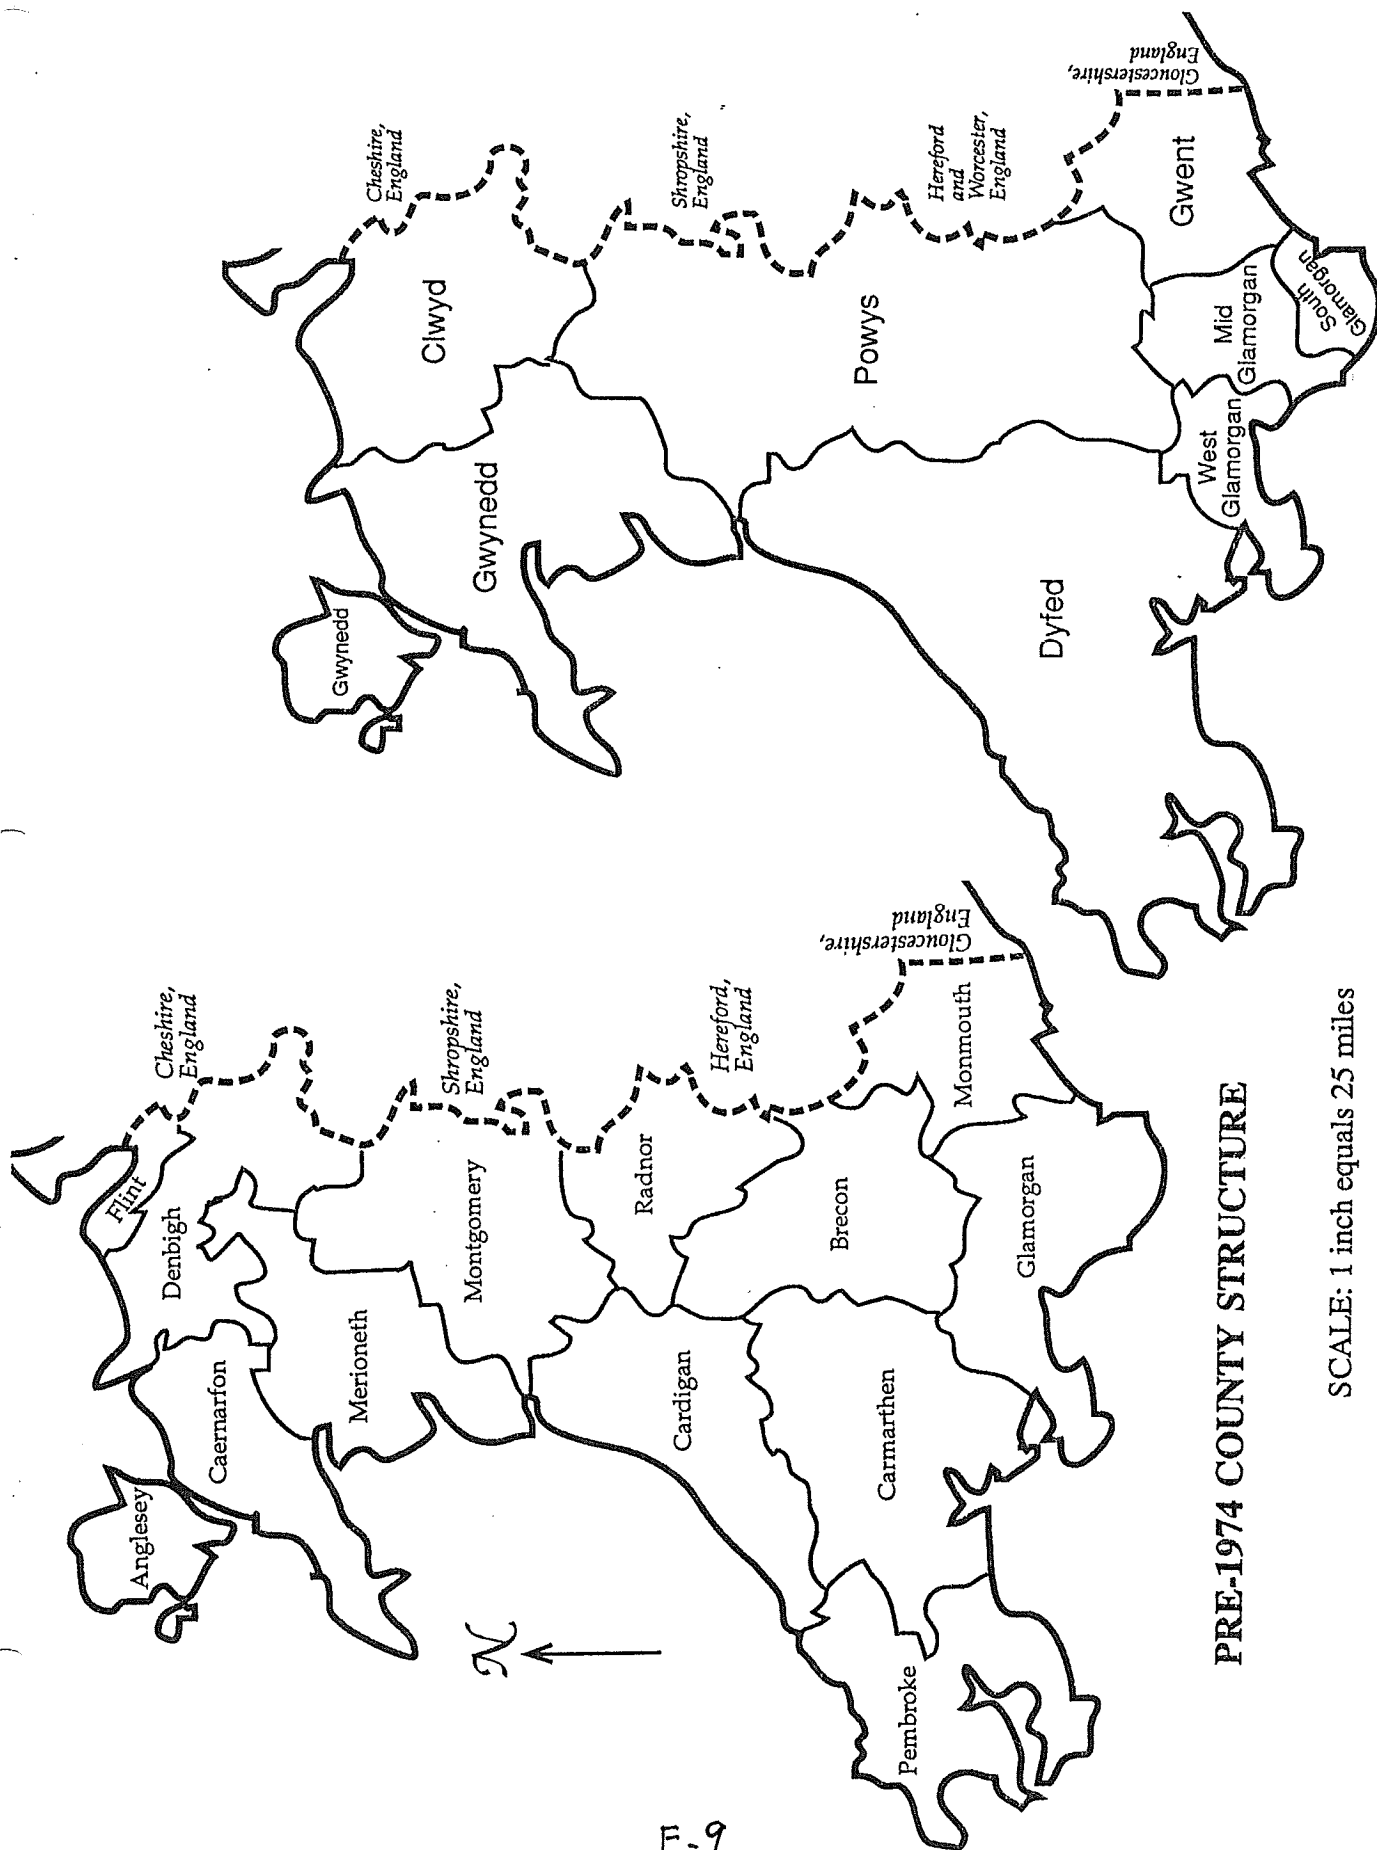 Cheshire,
England
Flint
Denbigh
Caernarfon
Anglesey
Merioneth
Shropshire,
England
Montgomery
Radnor
Hereford,
England
Cardigan
Brecon
Carmarthen
Pembroke
Monmouth
Gloucestershire,
England
Glamorgan
N
PRE-1974 COUNTY STRUCTURE
SCALE: 1 inch equals 25 miles
Cheshire,
England
Clwyd
Gwynedd
Gwynedd
Shropshire,
England
Powys
Hereford
and
Worcester,
England
Dyfed
Gloucestershire,
England
Gwent
West
Glamorgan
Mid
Glamorgan
South
Glamorgan
F-9